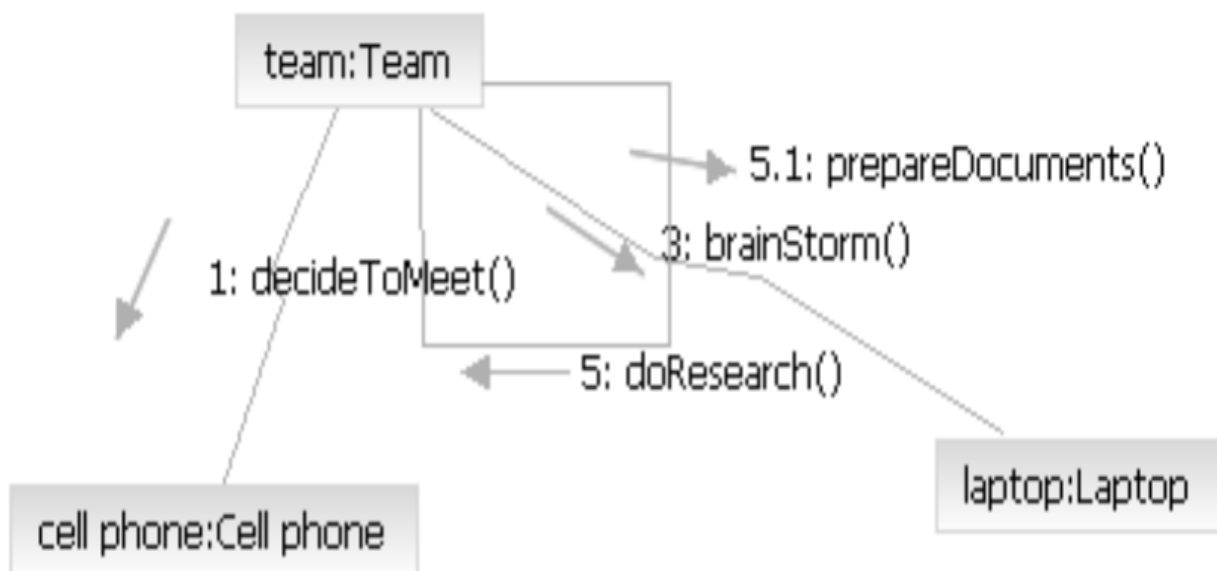 team:Team
5.1: prepareDocuments()
3: brainStorm()
1: decideToMeet()
5: doResearch()
laptop:Laptop
cell phone:Cell phone